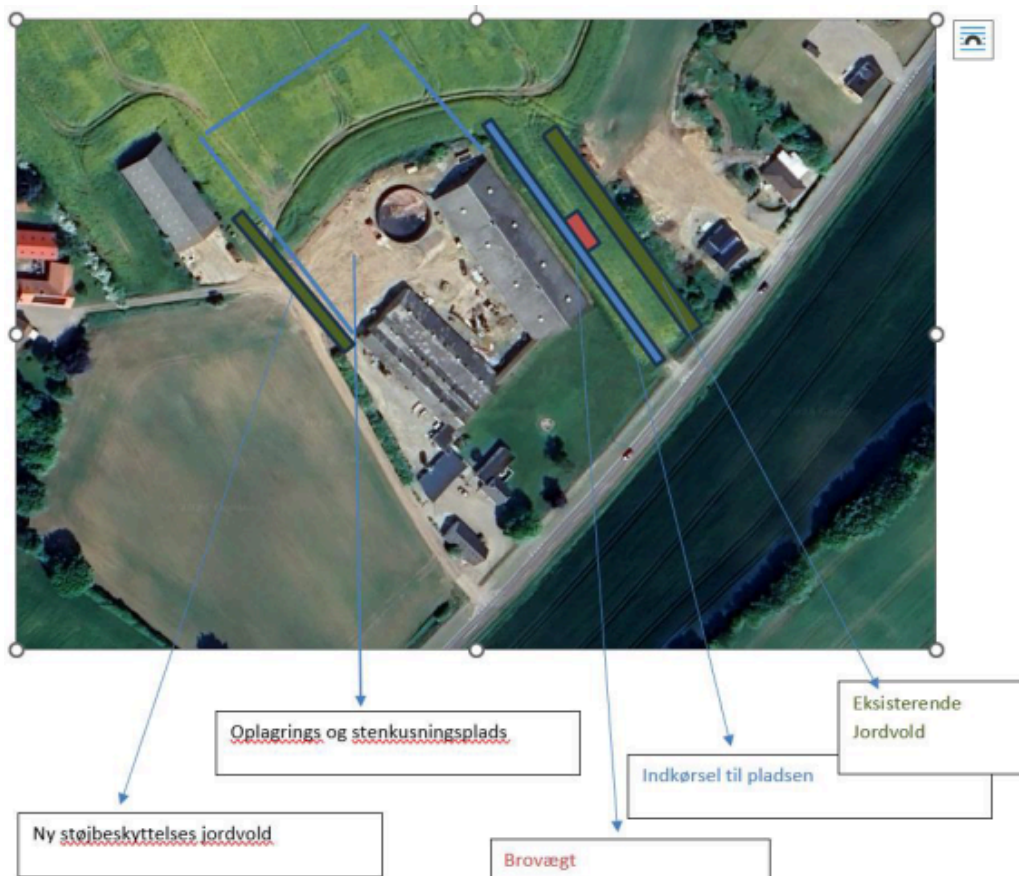 Eksisterende
Jordvold
Oplagrings og stenkusningsplads
Indkørsel til pladsen
Ny støjbeskyttelses jordvold
Brovægt